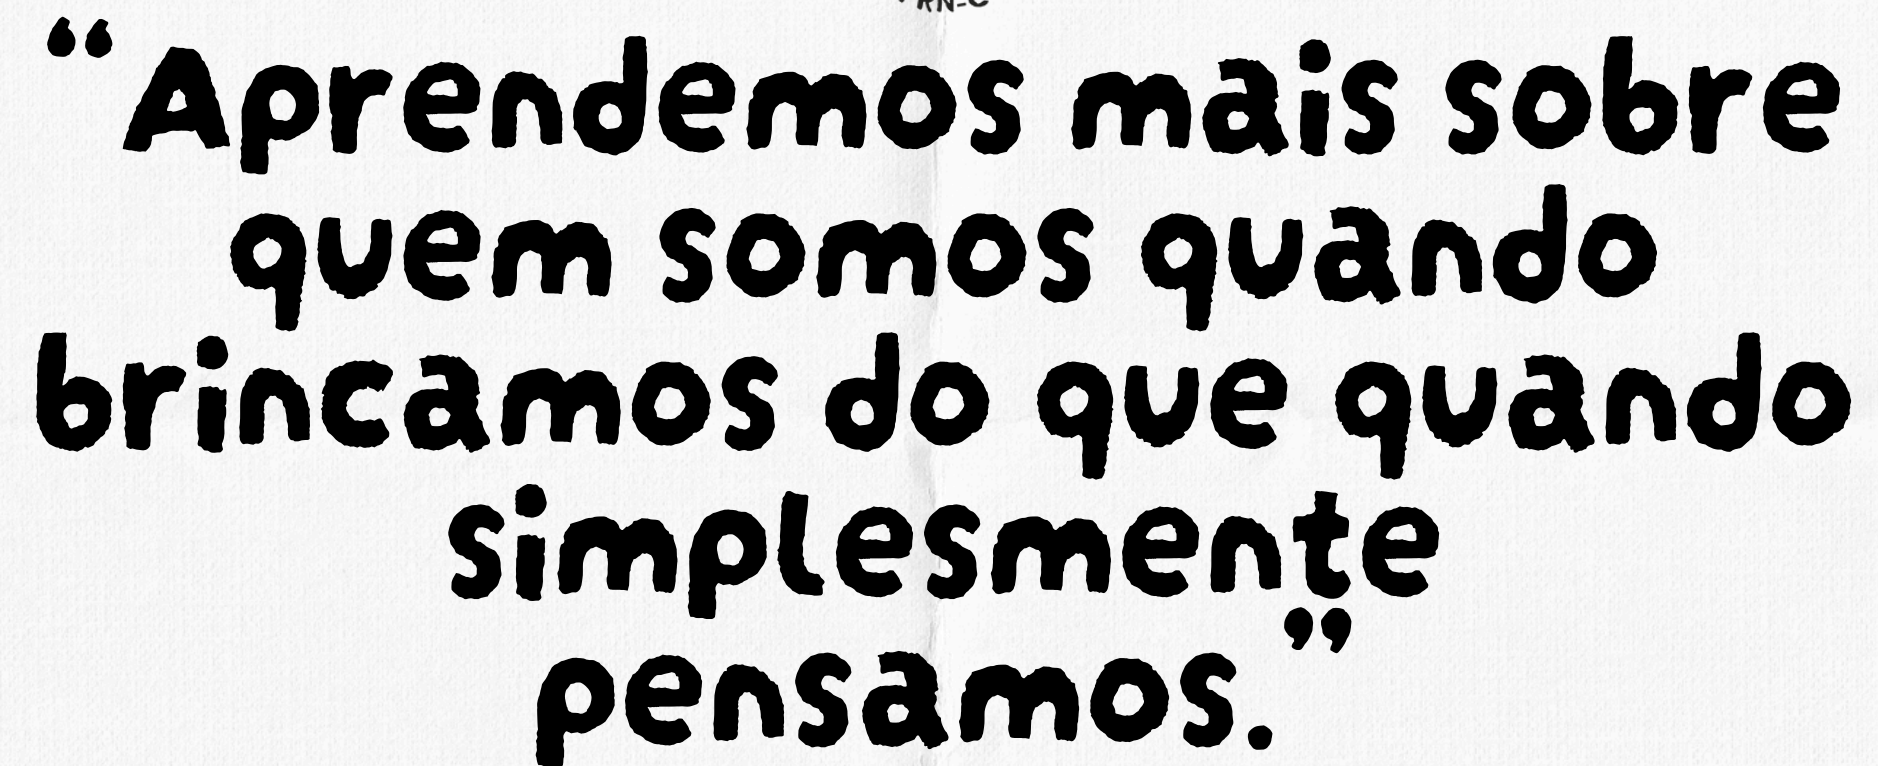 “Aprendemos mais sobre
quem somos quando
brincamos do que quando
simplesmente
pensamos.”